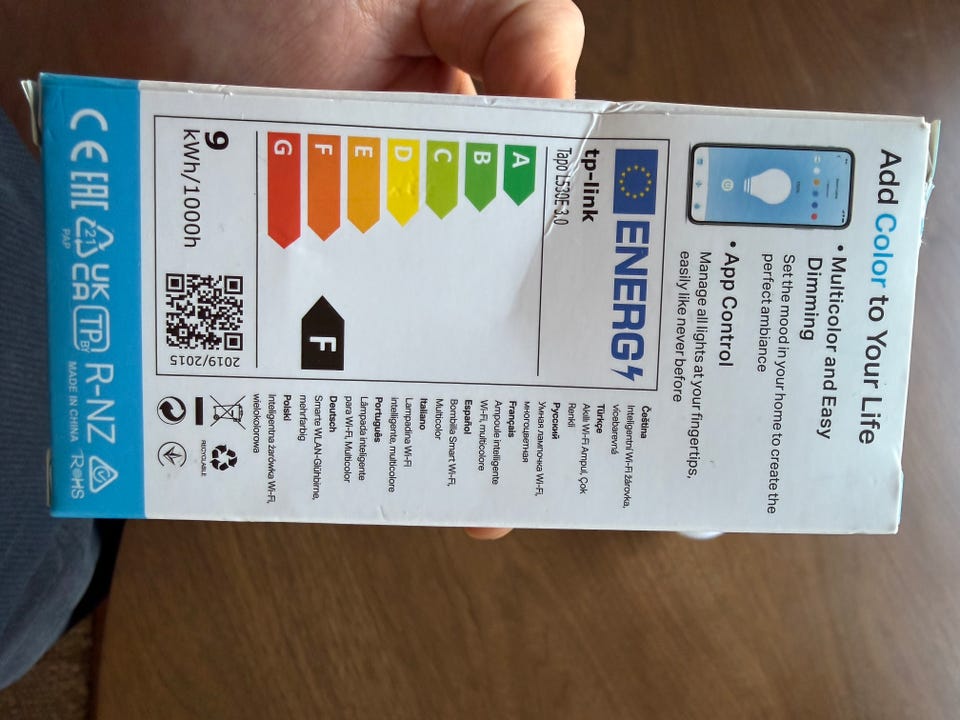 Add Color to Your Life
• Multicolor and Easy
Dimming
Set the mood in your home to create the
perfect ambiance
• App Control
Manage all lights at your fingertips,
easily like never before
ENERG
tp-link
Tapo L530E 3.0
A
B
C
D
E
F
G
F
9
kWh/1000h
2019/2015
Čeština
Inteligentní Wi-Fi žárovka,
vícebarevná
Türkçe
Akıllı Wi-Fi Ampul, Çok
Renkli
Русский
Умная лампочка Wi-Fi,
многоцветная
Français
Ampoule intelligente
Wi-Fi, multicolore
Español
Bombilla Smart Wi-Fi,
Multicolor
Italiano
Lampadina Wi-Fi
intelligente, multicolore
Português
Lâmpada inteligente
para Wi-Fi, Multicolor
Deutsch
Smarte WLAN-Glühbirne,
mehrfarbig
Polski
Inteligentna żarówka Wi-Fi,
wielokolorowa
RECYCLABLE
CE EAC 21 PAP UKCA TP BY R-NZ
MADE IN CHINA RoHS